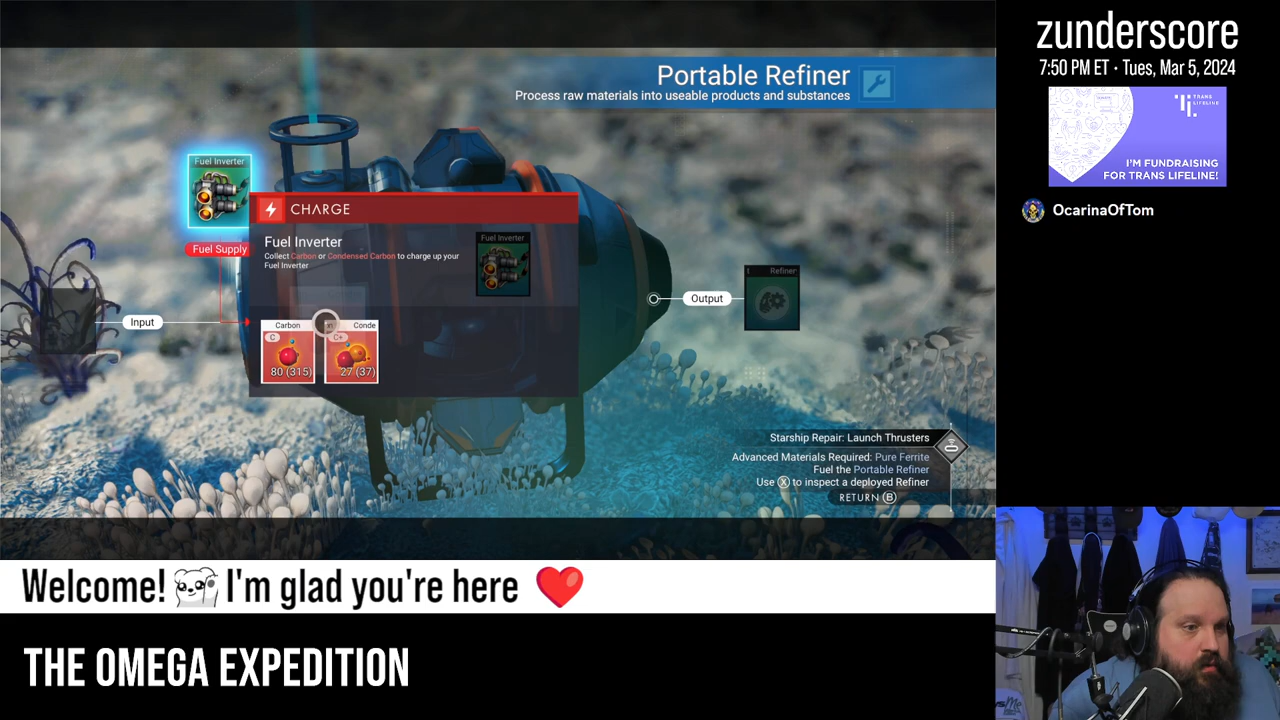 Portable Refiner
Process raw materials into useable products and substances
Fuel Inverter
Fuel Supply
CHARGE
Fuel Inverter
Collect Carbon or Condensed Carbon to charge up your
Fuel Inverter
Fuel Inverter
Carbon
C
80 (315)
Conde
C+
27 (37)
Input
Output
Refiner
Starship Repair: Launch Thrusters
Advanced Materials Required: Pure Ferrite
Fuel the Portable Refiner
Use X to inspect a deployed Refiner
RETURN B
zunderscore
7:50 PM ET · Tues, Mar 5, 2024
TRANS
LIFELINE
I'M FUNDRAISING
FOR TRANS LIFELINE!
OcarinaOfTom
Welcome! I'm glad you're here
THE OMEGA EXPEDITION